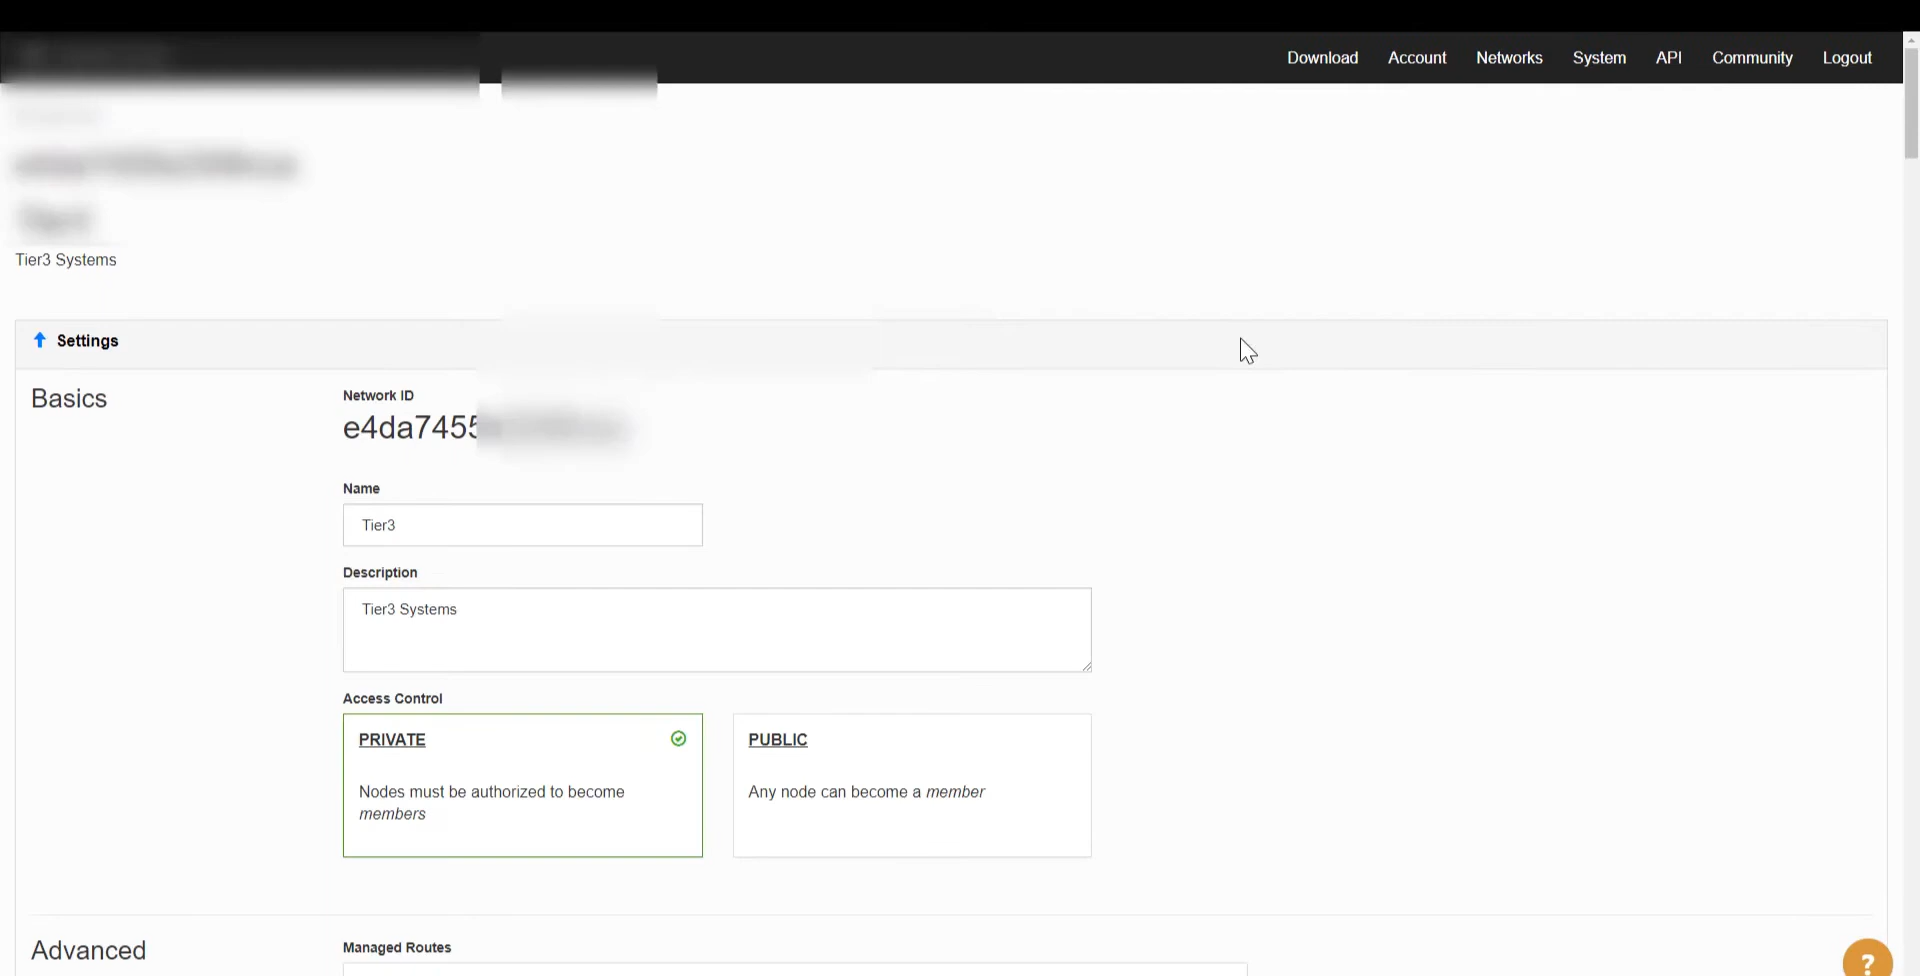 Download Account Networks System API Community Logout
Tier3 Systems
Settings
Basics
Network ID
e4da7455
Name
Tier3
Description
Tier3 Systems
Access Control
PRIVATE
PUBLIC
Nodes must be authorized to become
members
Any node can become a member
Advanced
Managed Routes
?